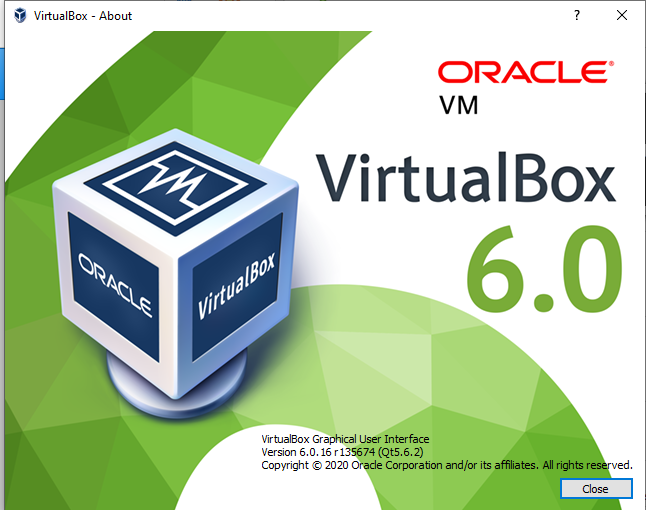 VirtualBox - About
ORACLE®
VM
VirtualBox
6.0
ORACLE
VirtualBox
VirtualBox Graphical User Interface
Version 6.0.16 r135674 (Qt5.6.2)
Copyright © 2020 Oracle Corporation and/or its affiliates. All rights reserved.
Close